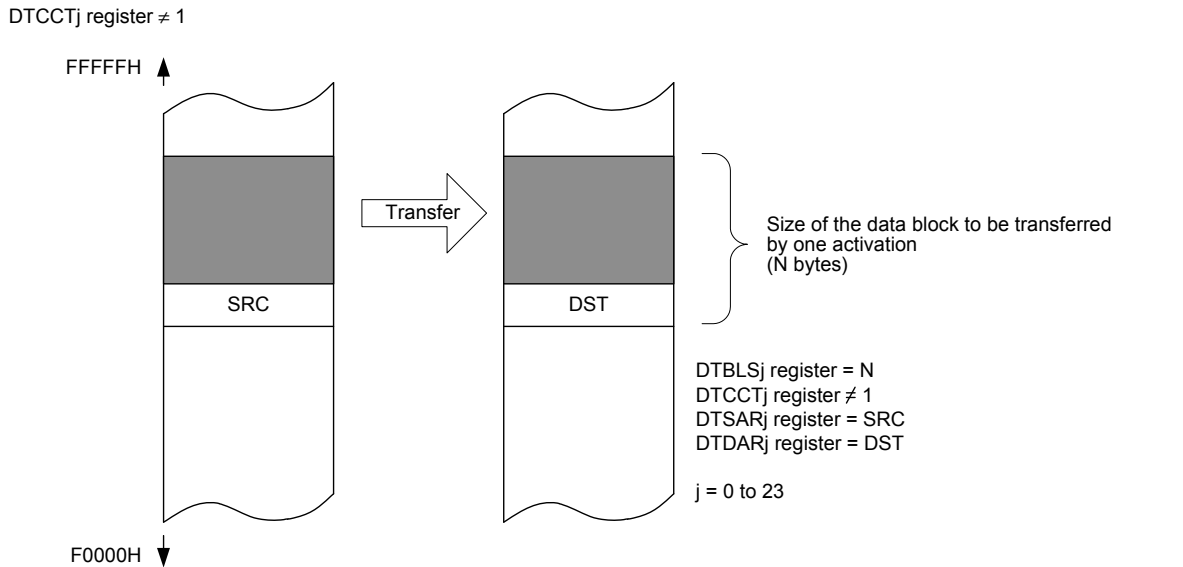 DTCCTj register ≠ 1
FFFFFH
Transfer
Size of the data block to be transferred
by one activation
(N bytes)
SRC
DST
DTBLSj register = N
DTCCTj register ≠ 1
DTSARj register = SRC
DTDARj register = DST
j = 0 to 23
F0000H